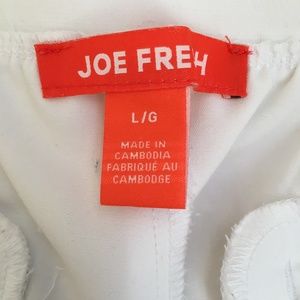 JOE FRESH
L/G
MADE IN
CAMBODIA
FABRIQUÉ AU
CAMBODGE